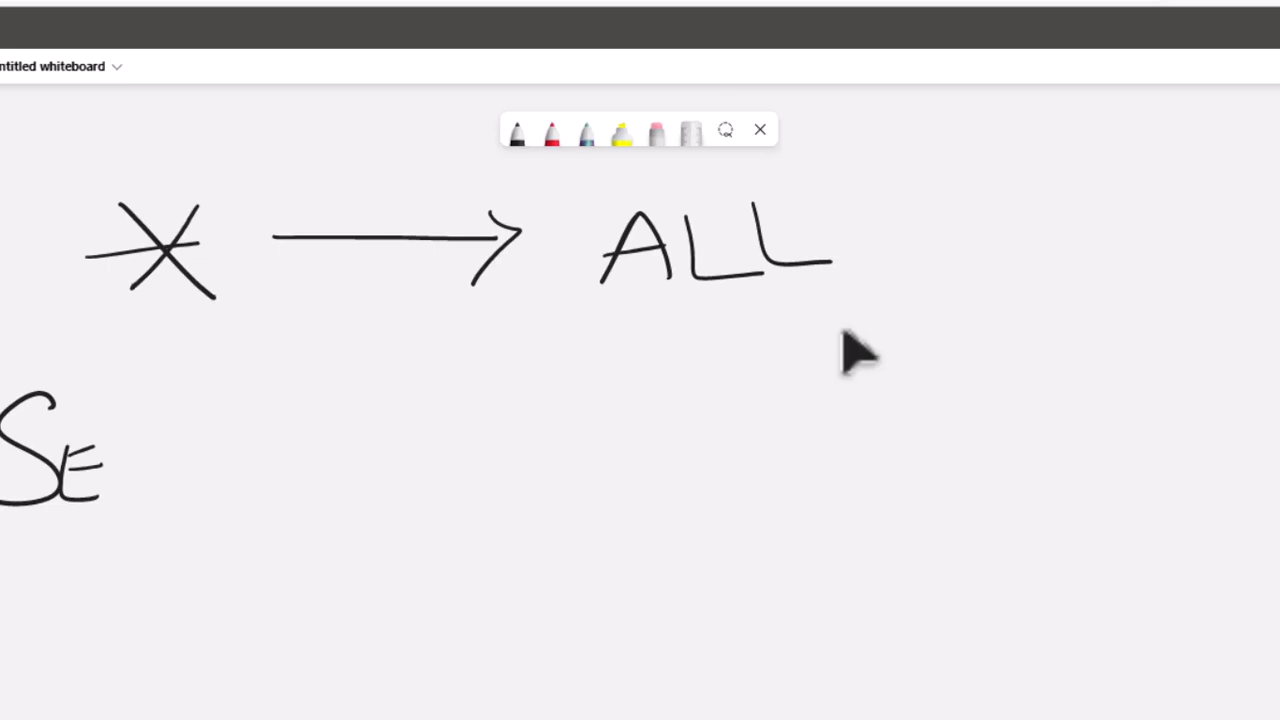 ntitled whiteboard
* → ALL
SE